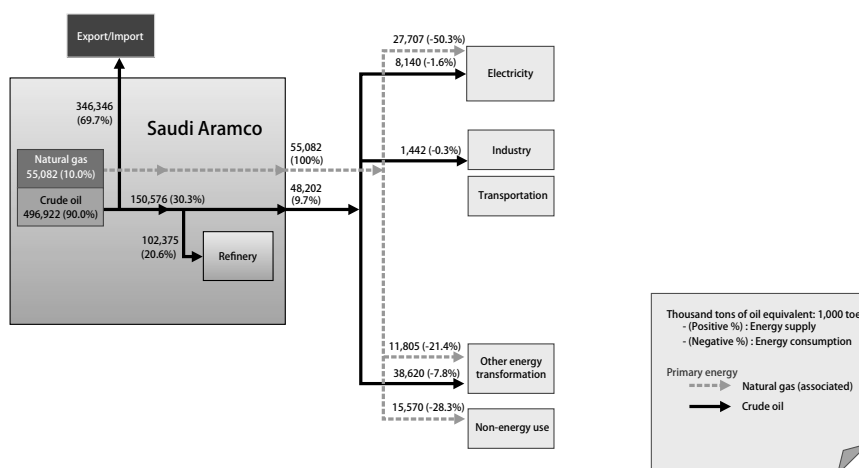 Export/Import
27,707 (-50.3%)
8,140 (-1.6%)
Electricity
346,346
(69.7%)
Saudi Aramco
Natural gas
55,082 (10.0%)
Crude oil
496,922 (90.0%)
150,576 (30.3%)
102,375
(20.6%)
Refinery
55,082
(100%)
48,202
(9.7%)
1,442 (-0.3%)
Industry
Transportation
11,805 (-21.4%)
38,620 (-7.8%)
Other energy
transformation
15,570 (-28.3%)
Non-energy use
Thousand tons of oil equivalent: 1,000 toe
- (Positive %) : Energy supply
- (Negative %) : Energy consumption
Primary energy
Natural gas (associated)
Crude oil